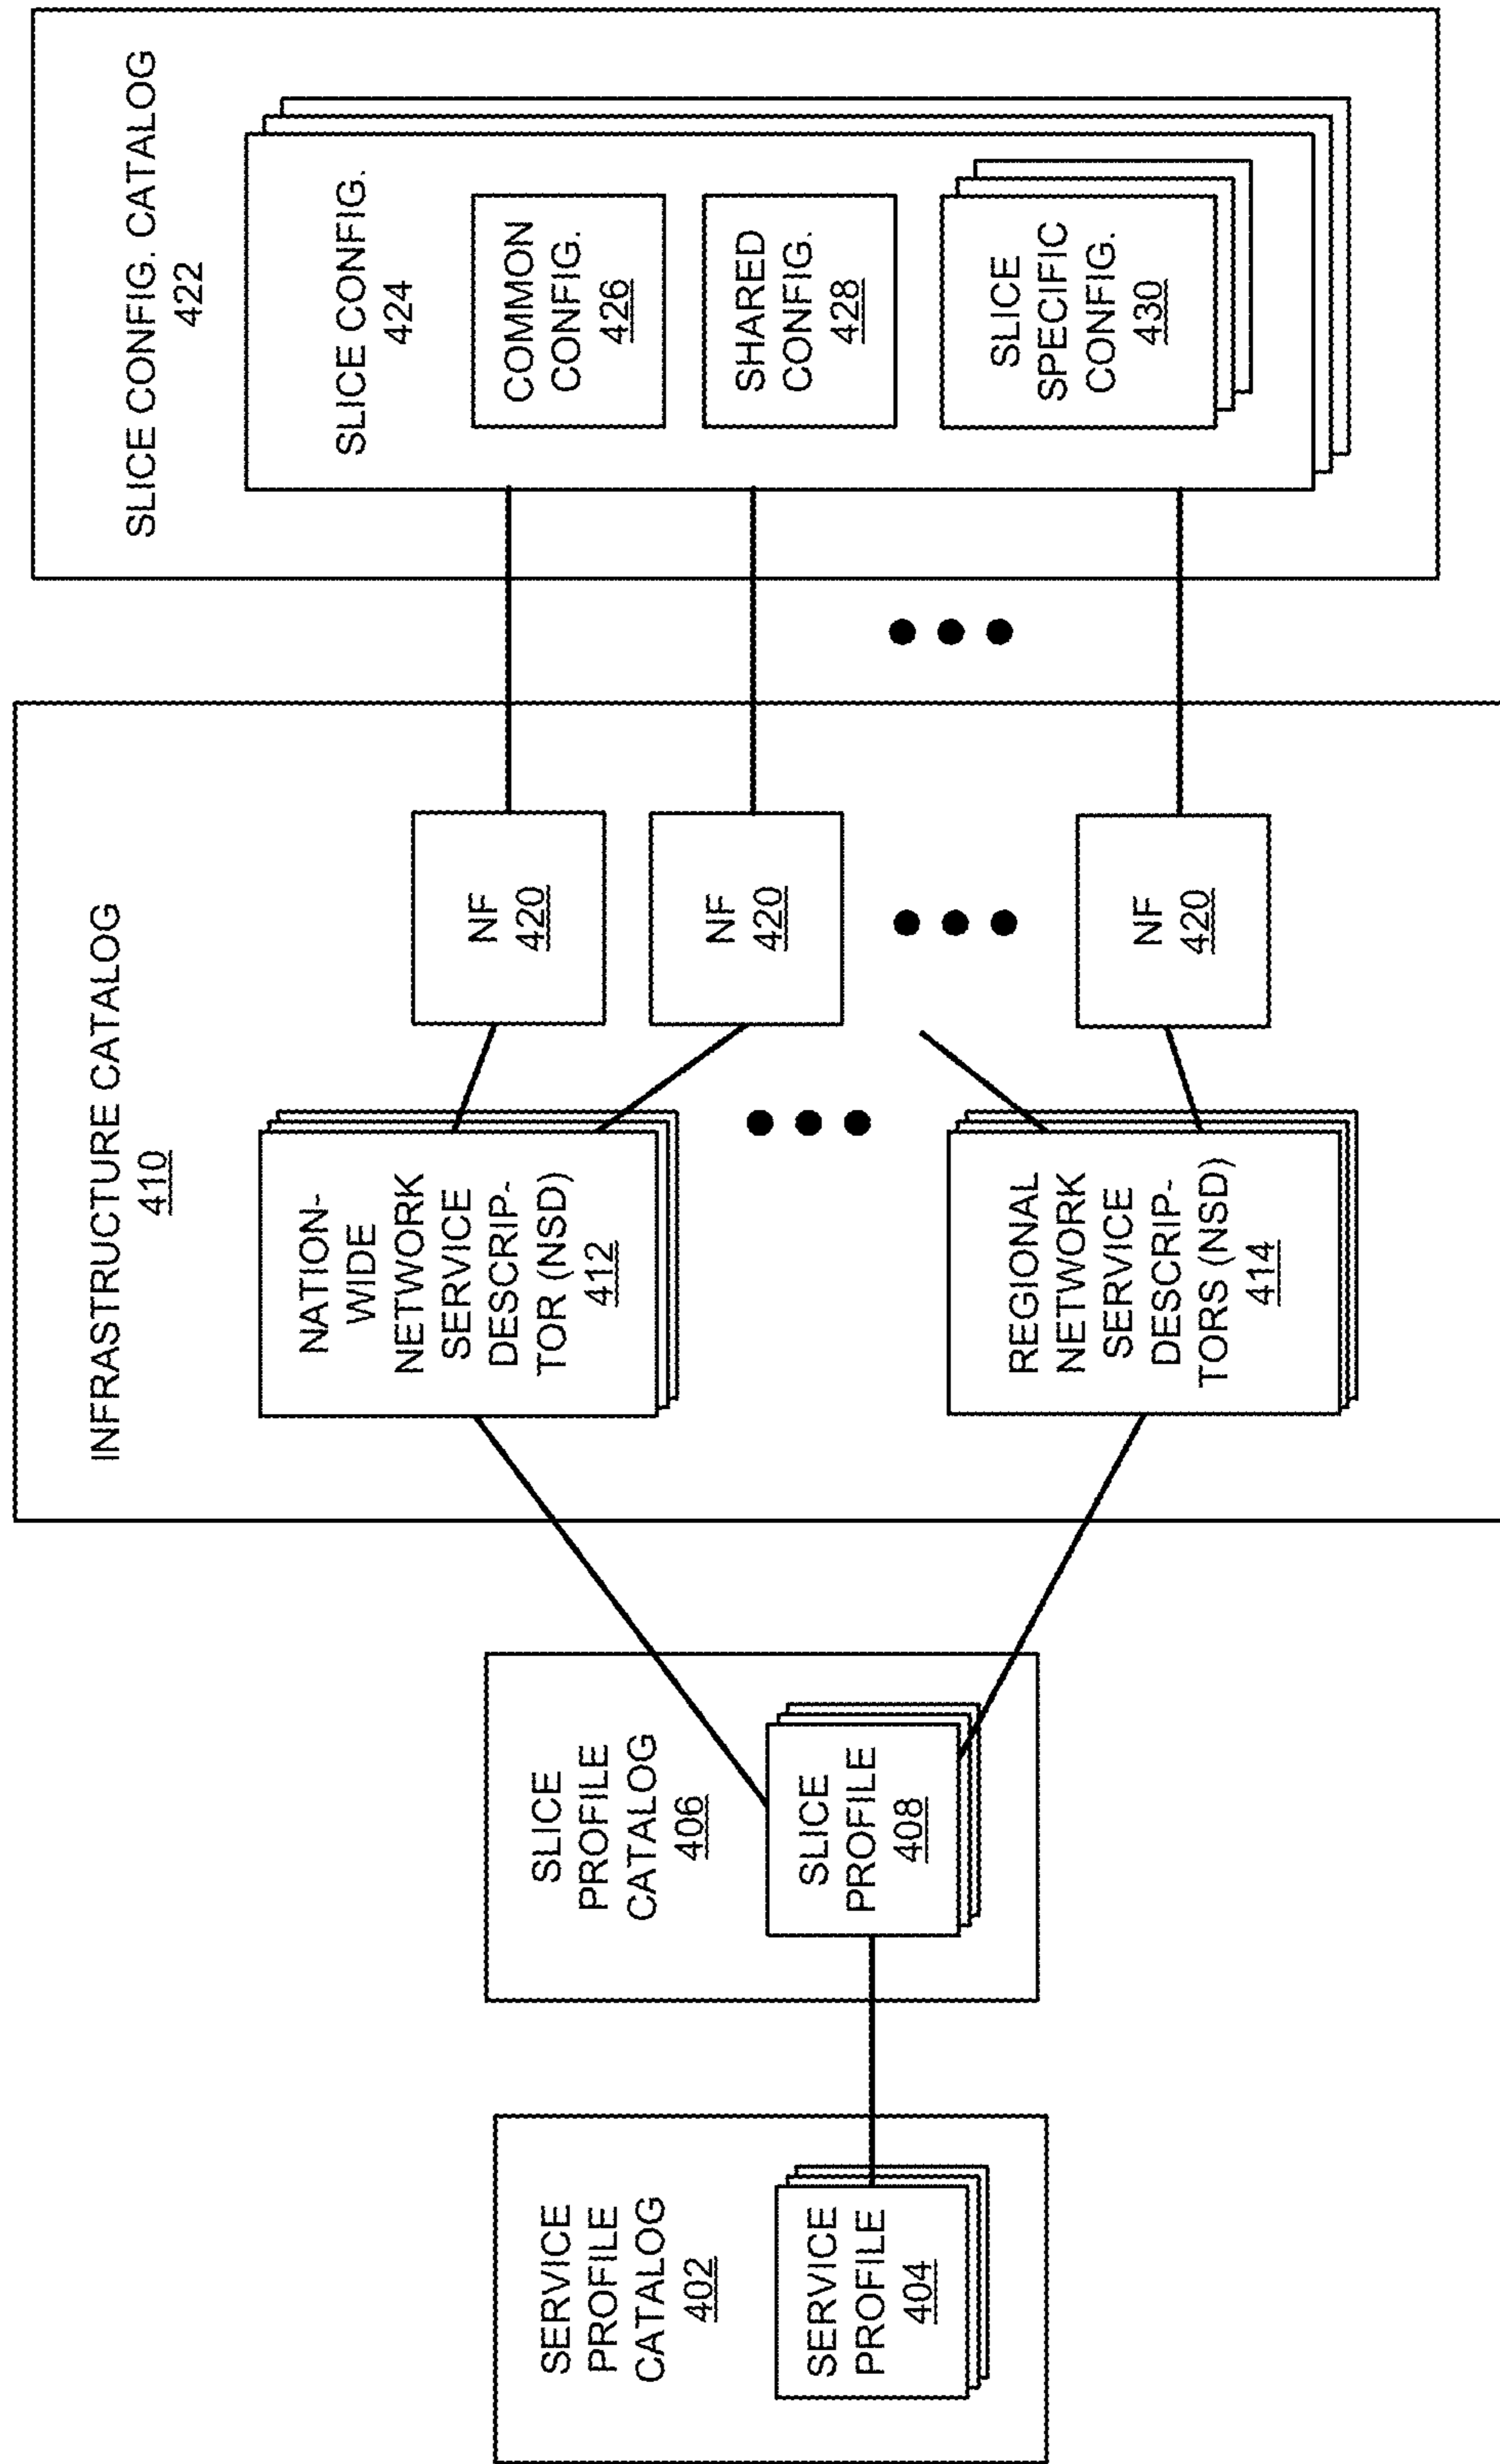 SERVICE
PROFILE
CATALOG
402
SERVICE
PROFILE
404
SLICE
PROFILE
CATALOG
406
SLICE
PROFILE
408
INFRASTRUCTURE CATALOG
410
NATION-
WIDE
NETWORK
SERVICE
DESCRIP-
TOR (NSD)
412
REGIONAL
NETWORK
SERVICE
DESCRIP-
TORS (NSD)
414
NF
420
NF
420
NF
420
SLICE CONFIG. CATALOG
422
SLICE CONFIG.
424
COMMON
CONFIG.
426
SHARED
CONFIG.
428
SLICE
SPECIFIC
CONFIG.
430